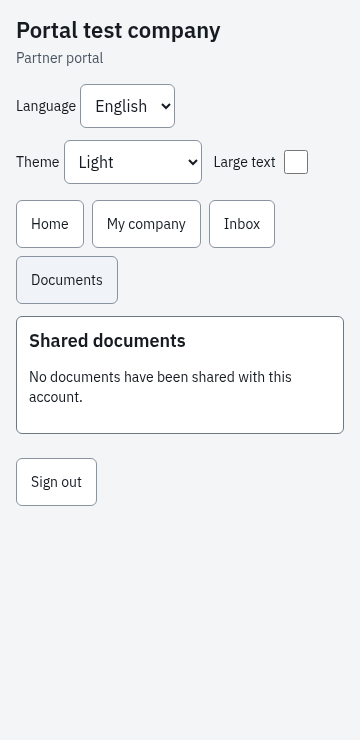 Portal test company
Partner portal
Language English
Theme Light Large text
Home My company Inbox
Documents
Shared documents
No documents have been shared with this
account.
Sign out